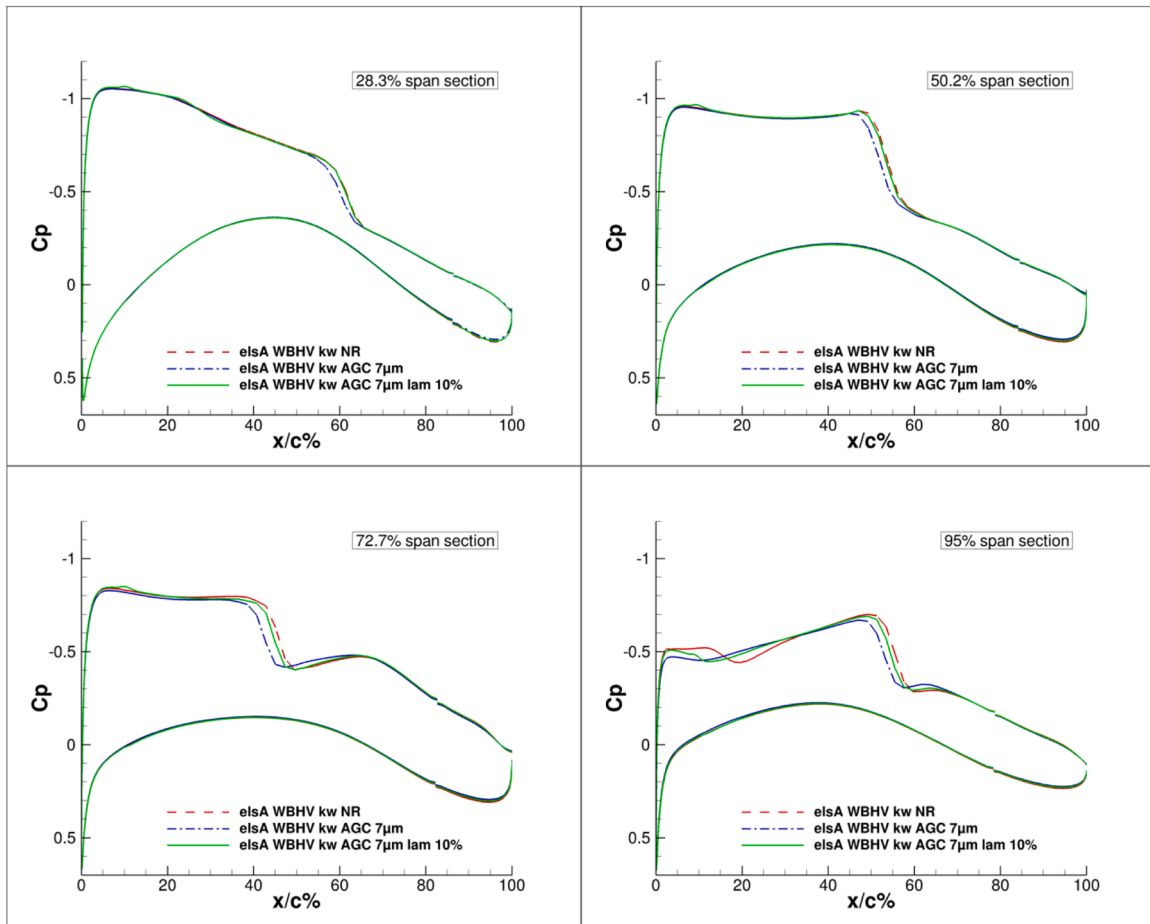 28.3% span section
-1
-0.5
Cp
0
0.5
elsA WBHV kw NR
elsA WBHV kw AGC 7µm
elsA WBHV kw AGC 7µm lam 10%
0 20 40 60 80 100
x/c%
50.2% span section
-1
-0.5
Cp
0
0.5
elsA WBHV kw NR
elsA WBHV kw AGC 7µm
elsA WBHV kw AGC 7µm lam 10%
0 20 40 60 80 100
x/c%
72.7% span section
-1
-0.5
Cp
0
0.5
elsA WBHV kw NR
elsA WBHV kw AGC 7µm
elsA WBHV kw AGC 7µm lam 10%
0 20 40 60 80 100
x/c%
95% span section
-1
-0.5
Cp
0
0.5
elsA WBHV kw NR
elsA WBHV kw AGC 7µm
elsA WBHV kw AGC 7µm lam 10%
0 20 40 60 80 100
x/c%